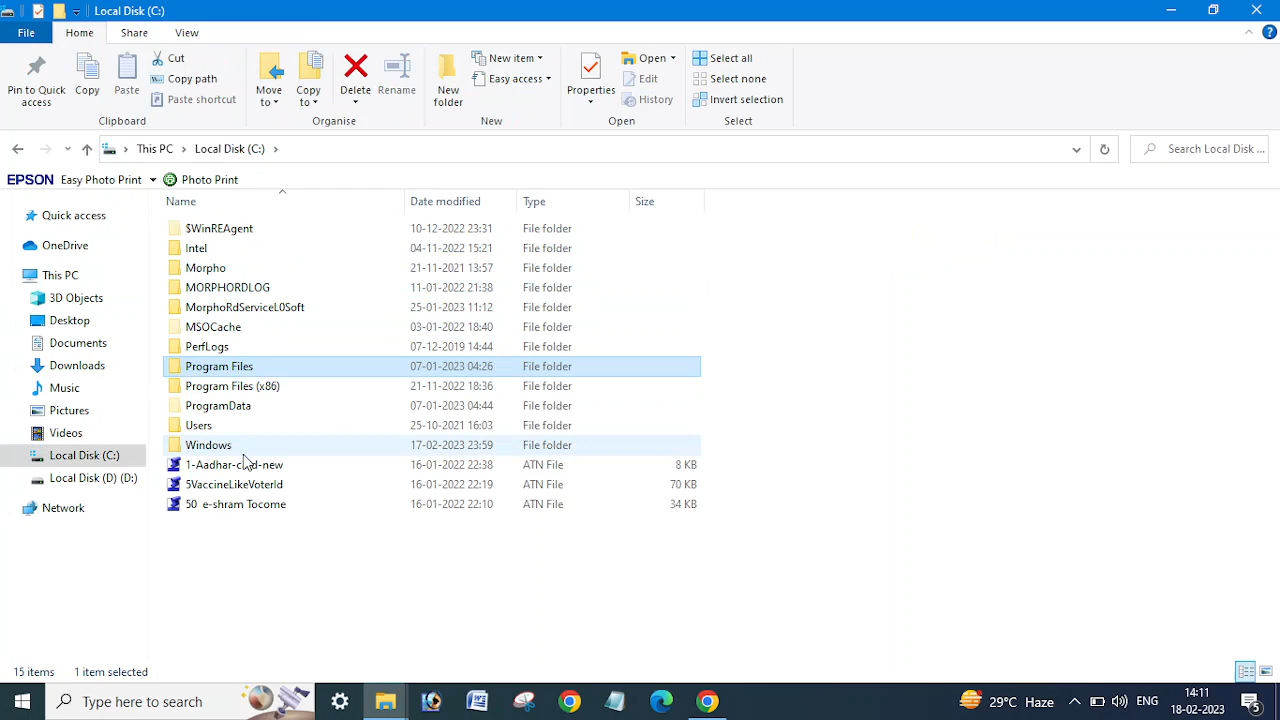 Local Disk (C:)
File Home Share View
Pin to Quick access
Copy
Paste
Cut
Copy path
Paste shortcut
Clipboard
Move to
Copy to
Delete
Rename
Organise
New folder
New item
Easy access
New
Properties
Open
Edit
History
Open
Select all
Select none
Invert selection
Select
This PC Local Disk (C:) Search Local Disk ...
EPSON Easy Photo Print Photo Print
Quick access
OneDrive
This PC
3D Objects
Desktop
Documents
Downloads
Music
Pictures
Videos
Local Disk (C:)
Local Disk (D) (D:)
Network
Name Date modified Type Size
$WinREAgent 10-12-2022 23:31 File folder
Intel 04-11-2022 15:21 File folder
Morpho 21-11-2021 13:57 File folder
MORPHORDLOG 11-01-2022 21:38 File folder
MorphoRdServiceL0Soft 25-01-2023 11:12 File folder
MSOCache 03-01-2022 18:40 File folder
PerfLogs 07-12-2019 14:44 File folder
Program Files 07-01-2023 04:26 File folder
Program Files (x86) 21-11-2022 18:36 File folder
ProgramData 07-01-2023 04:44 File folder
Users 25-10-2021 16:03 File folder
Windows 17-02-2023 23:59 File folder
1-Aadhar-card-new 16-01-2022 22:38 ATN File 8 KB
5VaccineLikeVoterId 16-01-2022 22:19 ATN File 70 KB
50 e-shram Tocome 16-01-2022 22:10 ATN File 34 KB
15 items 1 item selected
Type here to search
29°C Haze
ENG
14:11
18-02-2023
5